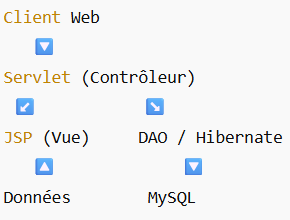 Client Web
Servlet (Contrôleur)
JSP (Vue) DAO / Hibernate
Données MySQL